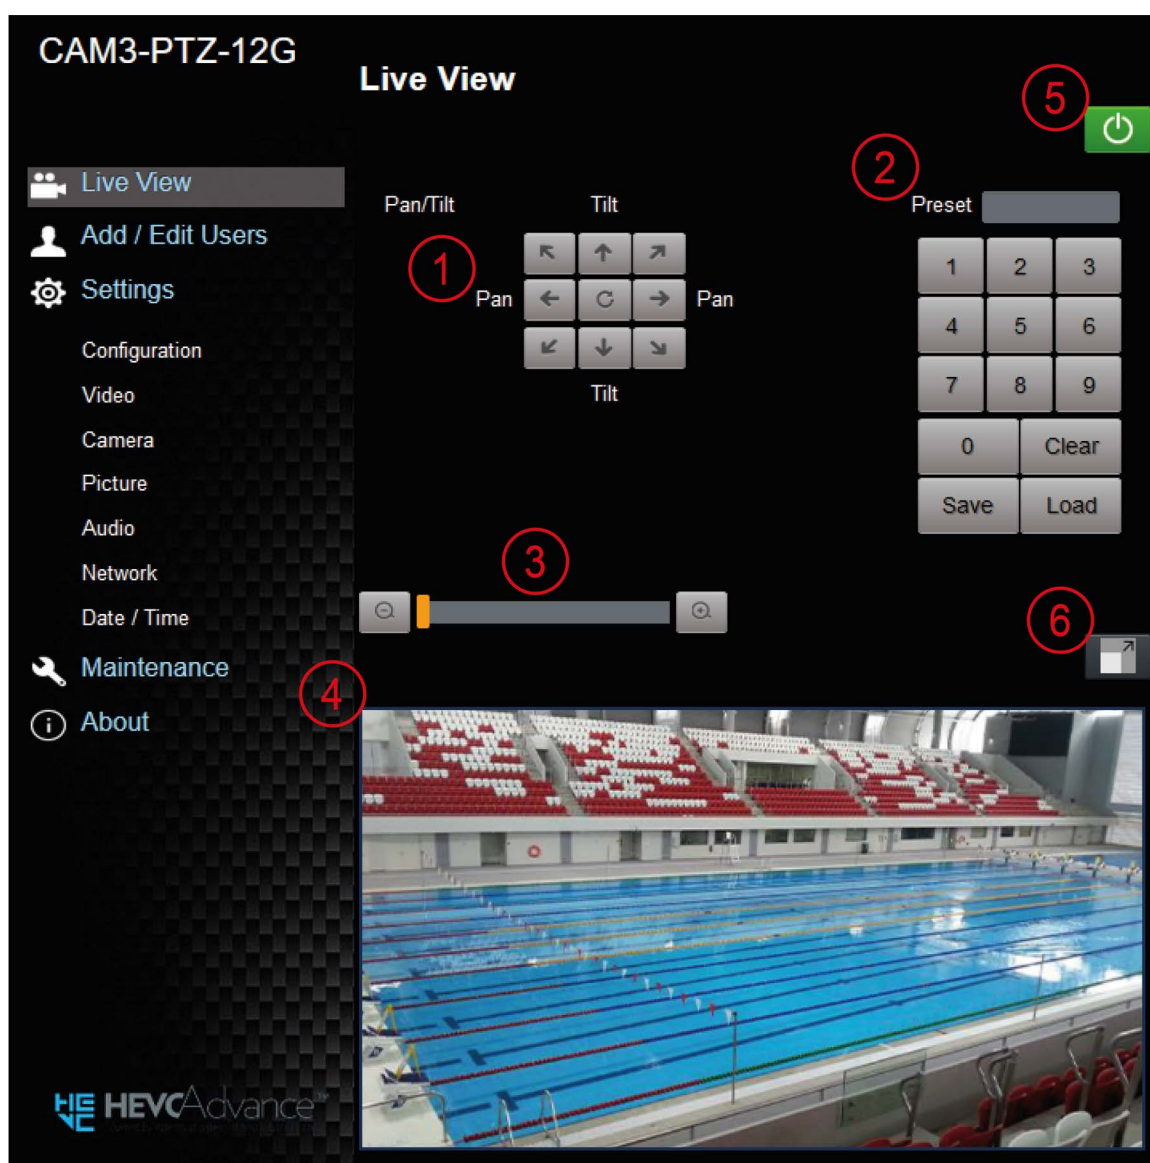 CAM3-PTZ-12G
Live View
5
2
Live View
Pan/Tilt
Tilt
Preset
Add / Edit Users
1
1 2 3
Settings
Pan
Pan
Configuration
4 5 6
Video
Tilt
7 8 9
Camera
0 Clear
Picture
Save Load
Audio
3
Network
Date / Time
6
Maintenance
4
About
HEVC Advance™